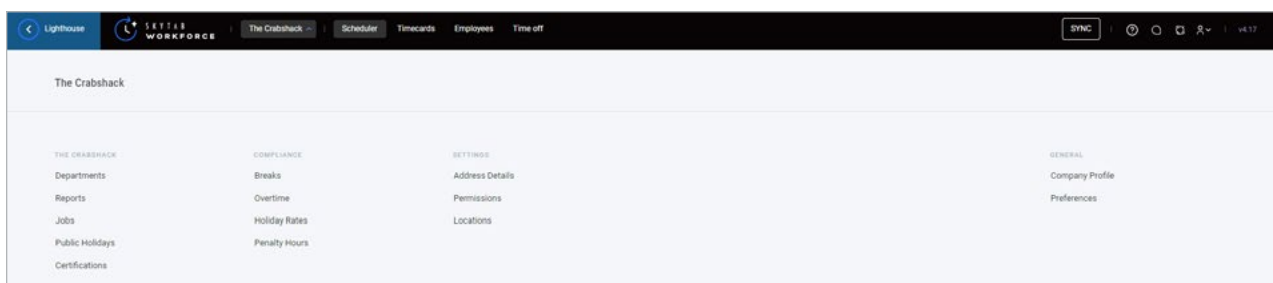 Lighthouse
SKYTAB
WORKFORCE
The Crabshack
Scheduler
Timecards
Employees
Time off
SYNC
v4.17
The Crabshack
THE CRABSHACK
Departments
Reports
Jobs
Public Holidays
Certifications
COMPLIANCE
Breaks
Overtime
Holiday Rates
Penalty Hours
SETTINGS
Address Details
Permissions
Locations
GENERAL
Company Profile
Preferences